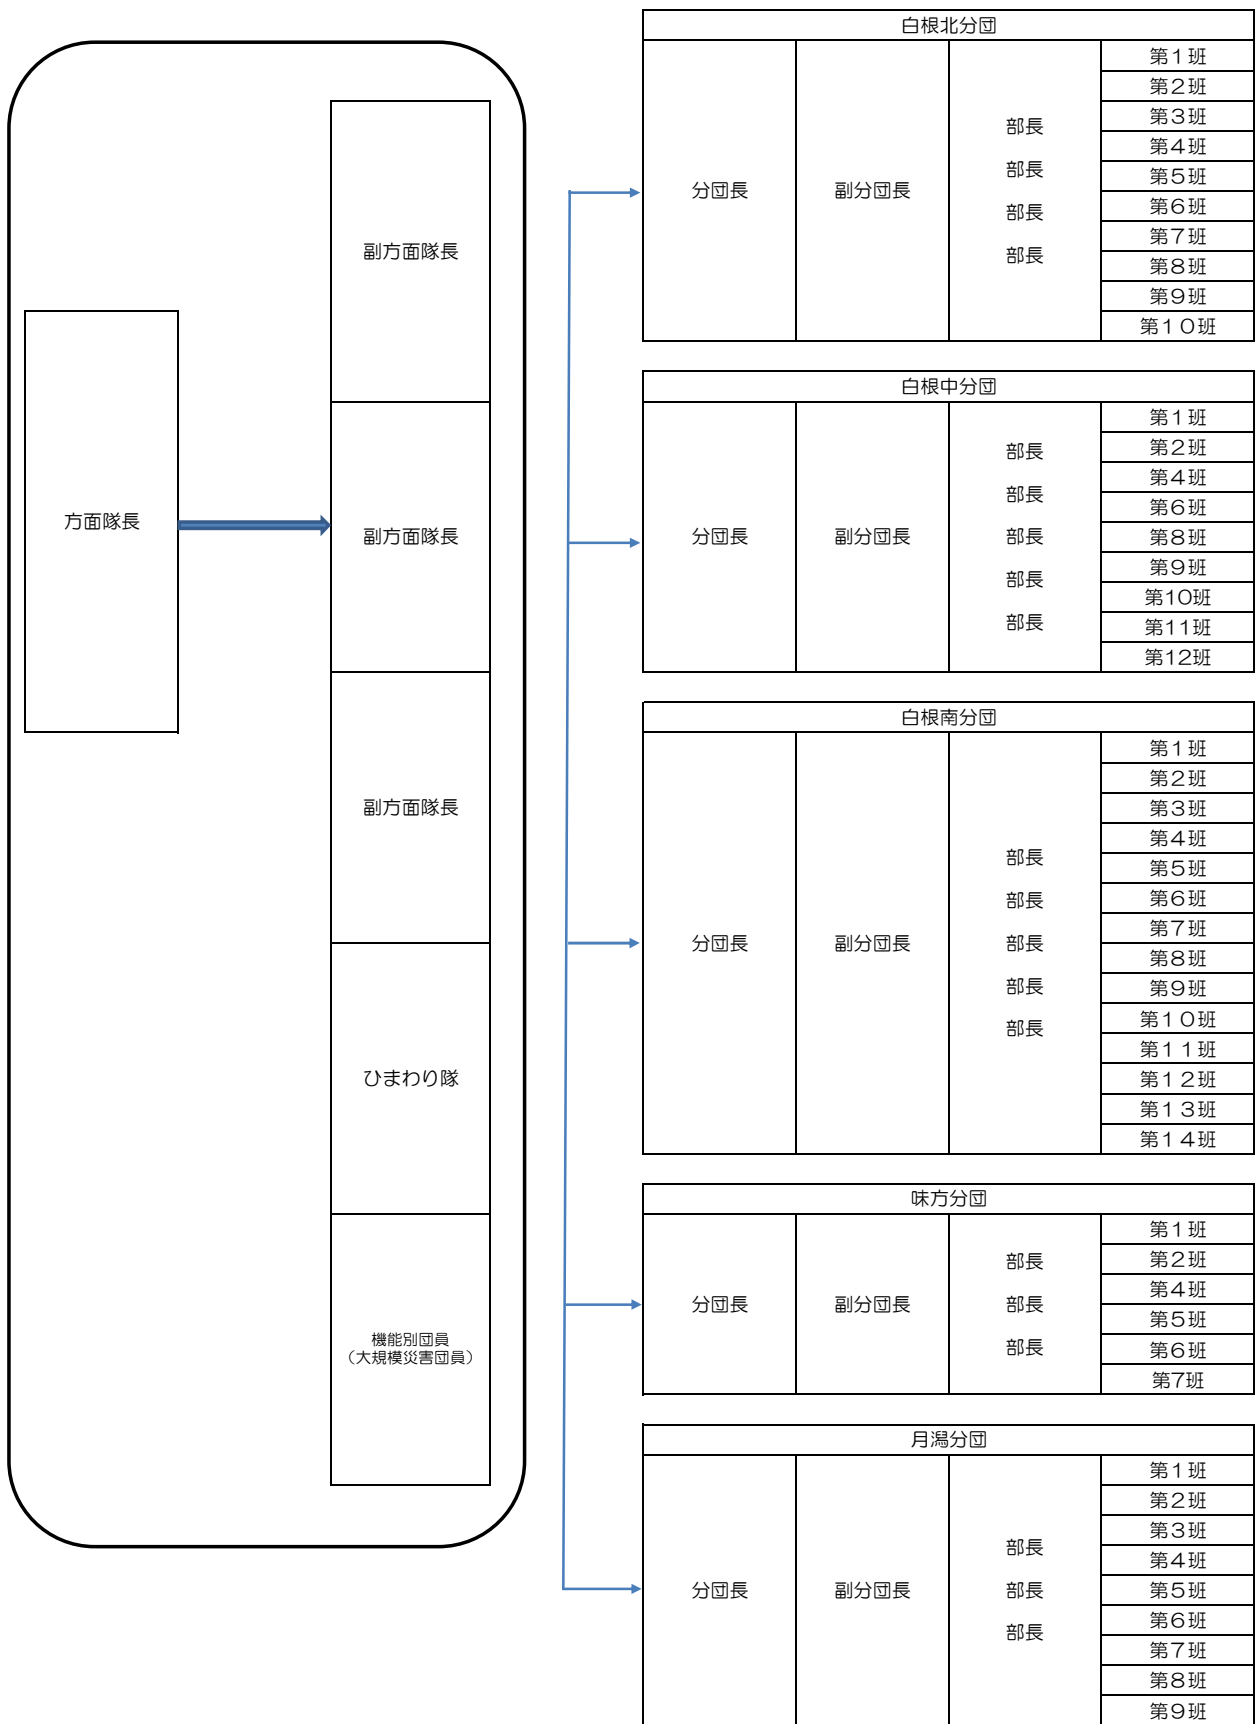 方面隊長
副方面隊長
副方面隊長
副方面隊長
ひまわり隊
機能別団員
（大規模災害団員）
白根北分団
分団長
副分団長
部長
部長
部長
部長
第１班
第２班
第３班
第４班
第５班
第６班
第７班
第８班
第９班
第１０班
白根中分団
分団長
副分団長
部長
部長
部長
部長
部長
第１班
第２班
第４班
第６班
第８班
第９班
第10班
第11班
第12班
白根南分団
分団長
副分団長
部長
部長
部長
部長
部長
第１班
第２班
第３班
第４班
第５班
第６班
第７班
第８班
第９班
第１０班
第１１班
第１２班
第１３班
第１４班
味方分団
分団長
副分団長
部長
部長
部長
第１班
第２班
第４班
第５班
第６班
第7班
月潟分団
分団長
副分団長
部長
部長
部長
第１班
第２班
第３班
第４班
第５班
第６班
第７班
第８班
第９班